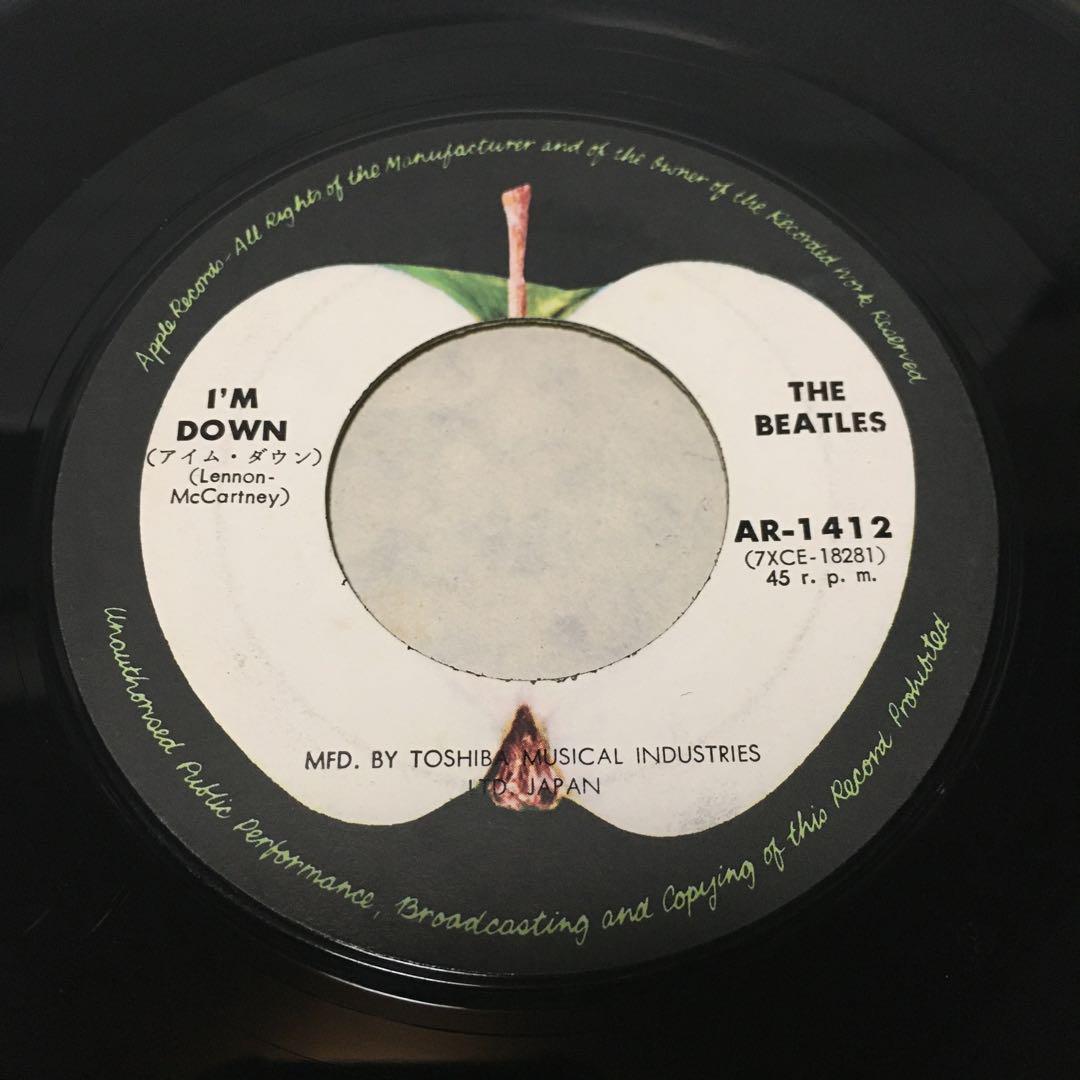 Apple Records - All Rights of the Manufacturer and of the Owner of the Recorded Work Reserved
I'M
DOWN
(アイム・ダウン)
(Lennon-
McCartney)
THE
BEATLES
AR-1412
(7XCE-18281)
45 r. p. m.
MFD. BY TOSHIBA MUSICAL INDUSTRIES
LTD. JAPAN
Unauthorised Public Performance, Broadcasting and Copying of this Record Prohibited